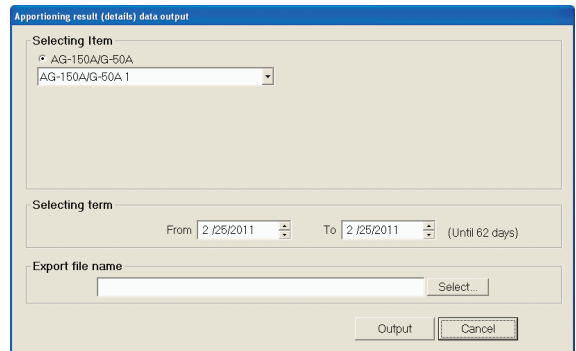 Apportioning result (details) data output
Selecting Item
AG-150A/G-50A
AG-150A/G-50A 1
Selecting term
From 2 /25/2011 To 2 /25/2011 (Until 62 days)
Export file name
Select...
Output Cancel